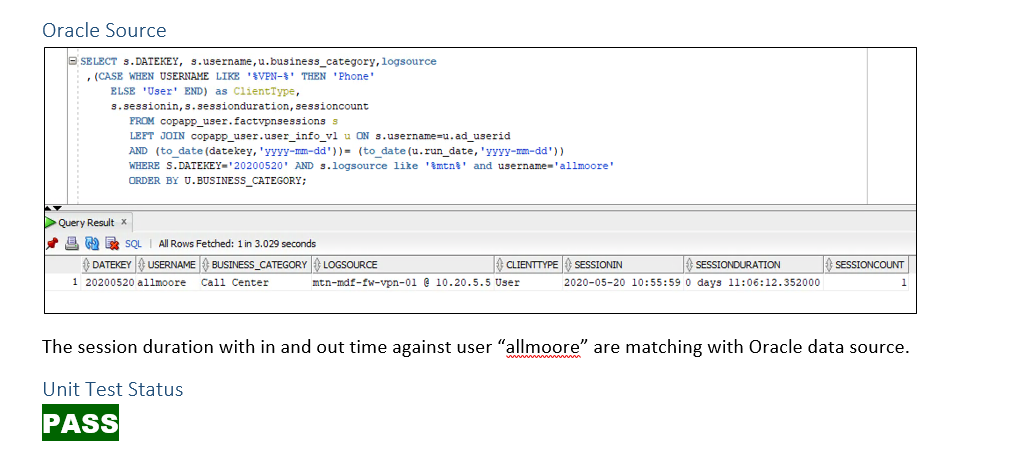 Oracle Source
SELECT s.DATEKEY, s.username,u.business_category,logsource
,(CASE WHEN USERNAME LIKE '%VPN-%' THEN 'Phone'
ELSE 'User' END) as ClientType,
s.sessionin,s.sessionduration,sessioncount
FROM copapp_user.factvpnsessions s
LEFT JOIN copapp_user.user_info_v1 u ON s.username=u.ad_userid
AND (to_date(datekey,'yyyy-mm-dd'))= (to_date(u.run_date,'yyyy-mm-dd'))
WHERE S.DATEKEY='20200520' AND s.logsource like '%mtn%' and username='allmoore'
ORDER BY U.BUSINESS_CATEGORY;
Query Result x
SQL | All Rows Fetched: 1 in 3.029 seconds
DATEKEY USERNAME BUSINESS_CATEGORY LOGSOURCE CLIENTTYPE SESSIONIN SESSIONDURATION SESSIONCOUNT
1 20200520 allmoore Call Center mtn-mdf-fw-vpn-01 @ 10.20.5.5 User 2020-05-20 10:55:59 0 days 11:06:12.352000 1
The session duration with in and out time against user “allmoore” are matching with Oracle data source.
Unit Test Status
PASS